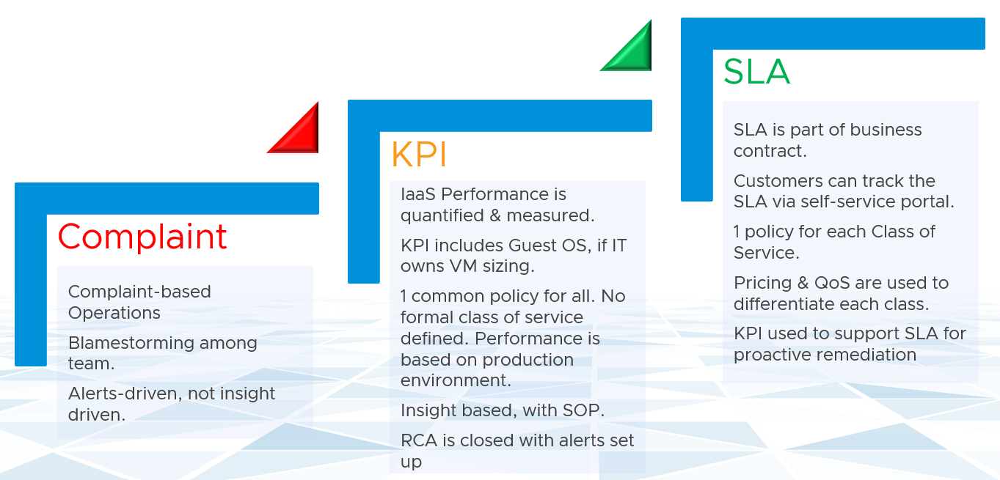 Complaint
Complaint-based
Operations
Blamestorming among
team.
Alerts-driven, not insight
driven.
KPI
IaaS Performance is
quantified & measured.
KPI includes Guest OS, if IT
owns VM sizing.
1 common policy for all. No
formal class of service
defined. Performance is
based on production
environment.
Insight based, with SOP.
RCA is closed with alerts set
up
SLA
SLA is part of business
contract.
Customers can track the
SLA via self-service portal.
1 policy for each Class of
Service.
Pricing & QoS are used to
differentiate each class.
KPI used to support SLA for
proactive remediation